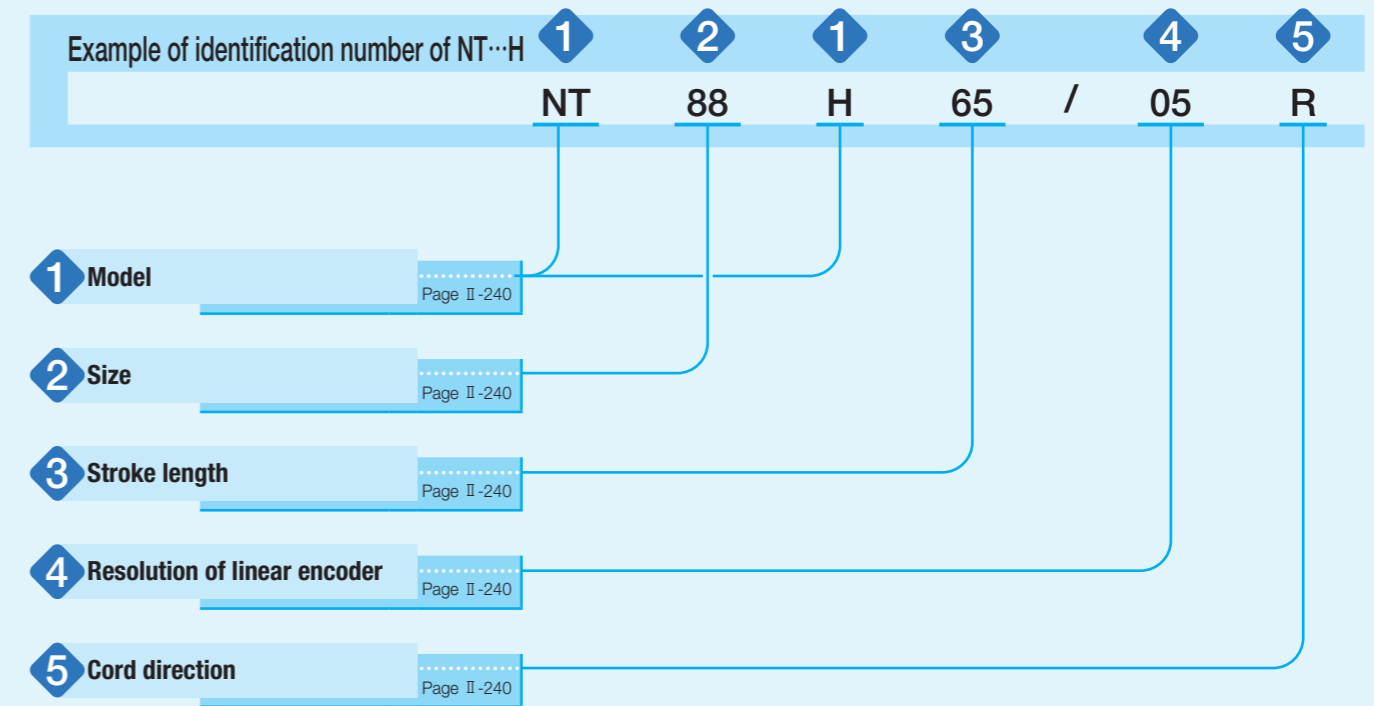 Example of identification number of NT···H 1 2 1 3 4 5
NT 88 H 65 / 05 R
1 Model
Page Ⅱ-240
2 Size
Page Ⅱ-240
3 Stroke length
Page Ⅱ-240
4 Resolution of linear encoder
Page Ⅱ-240
5 Cord direction
Page Ⅱ-240